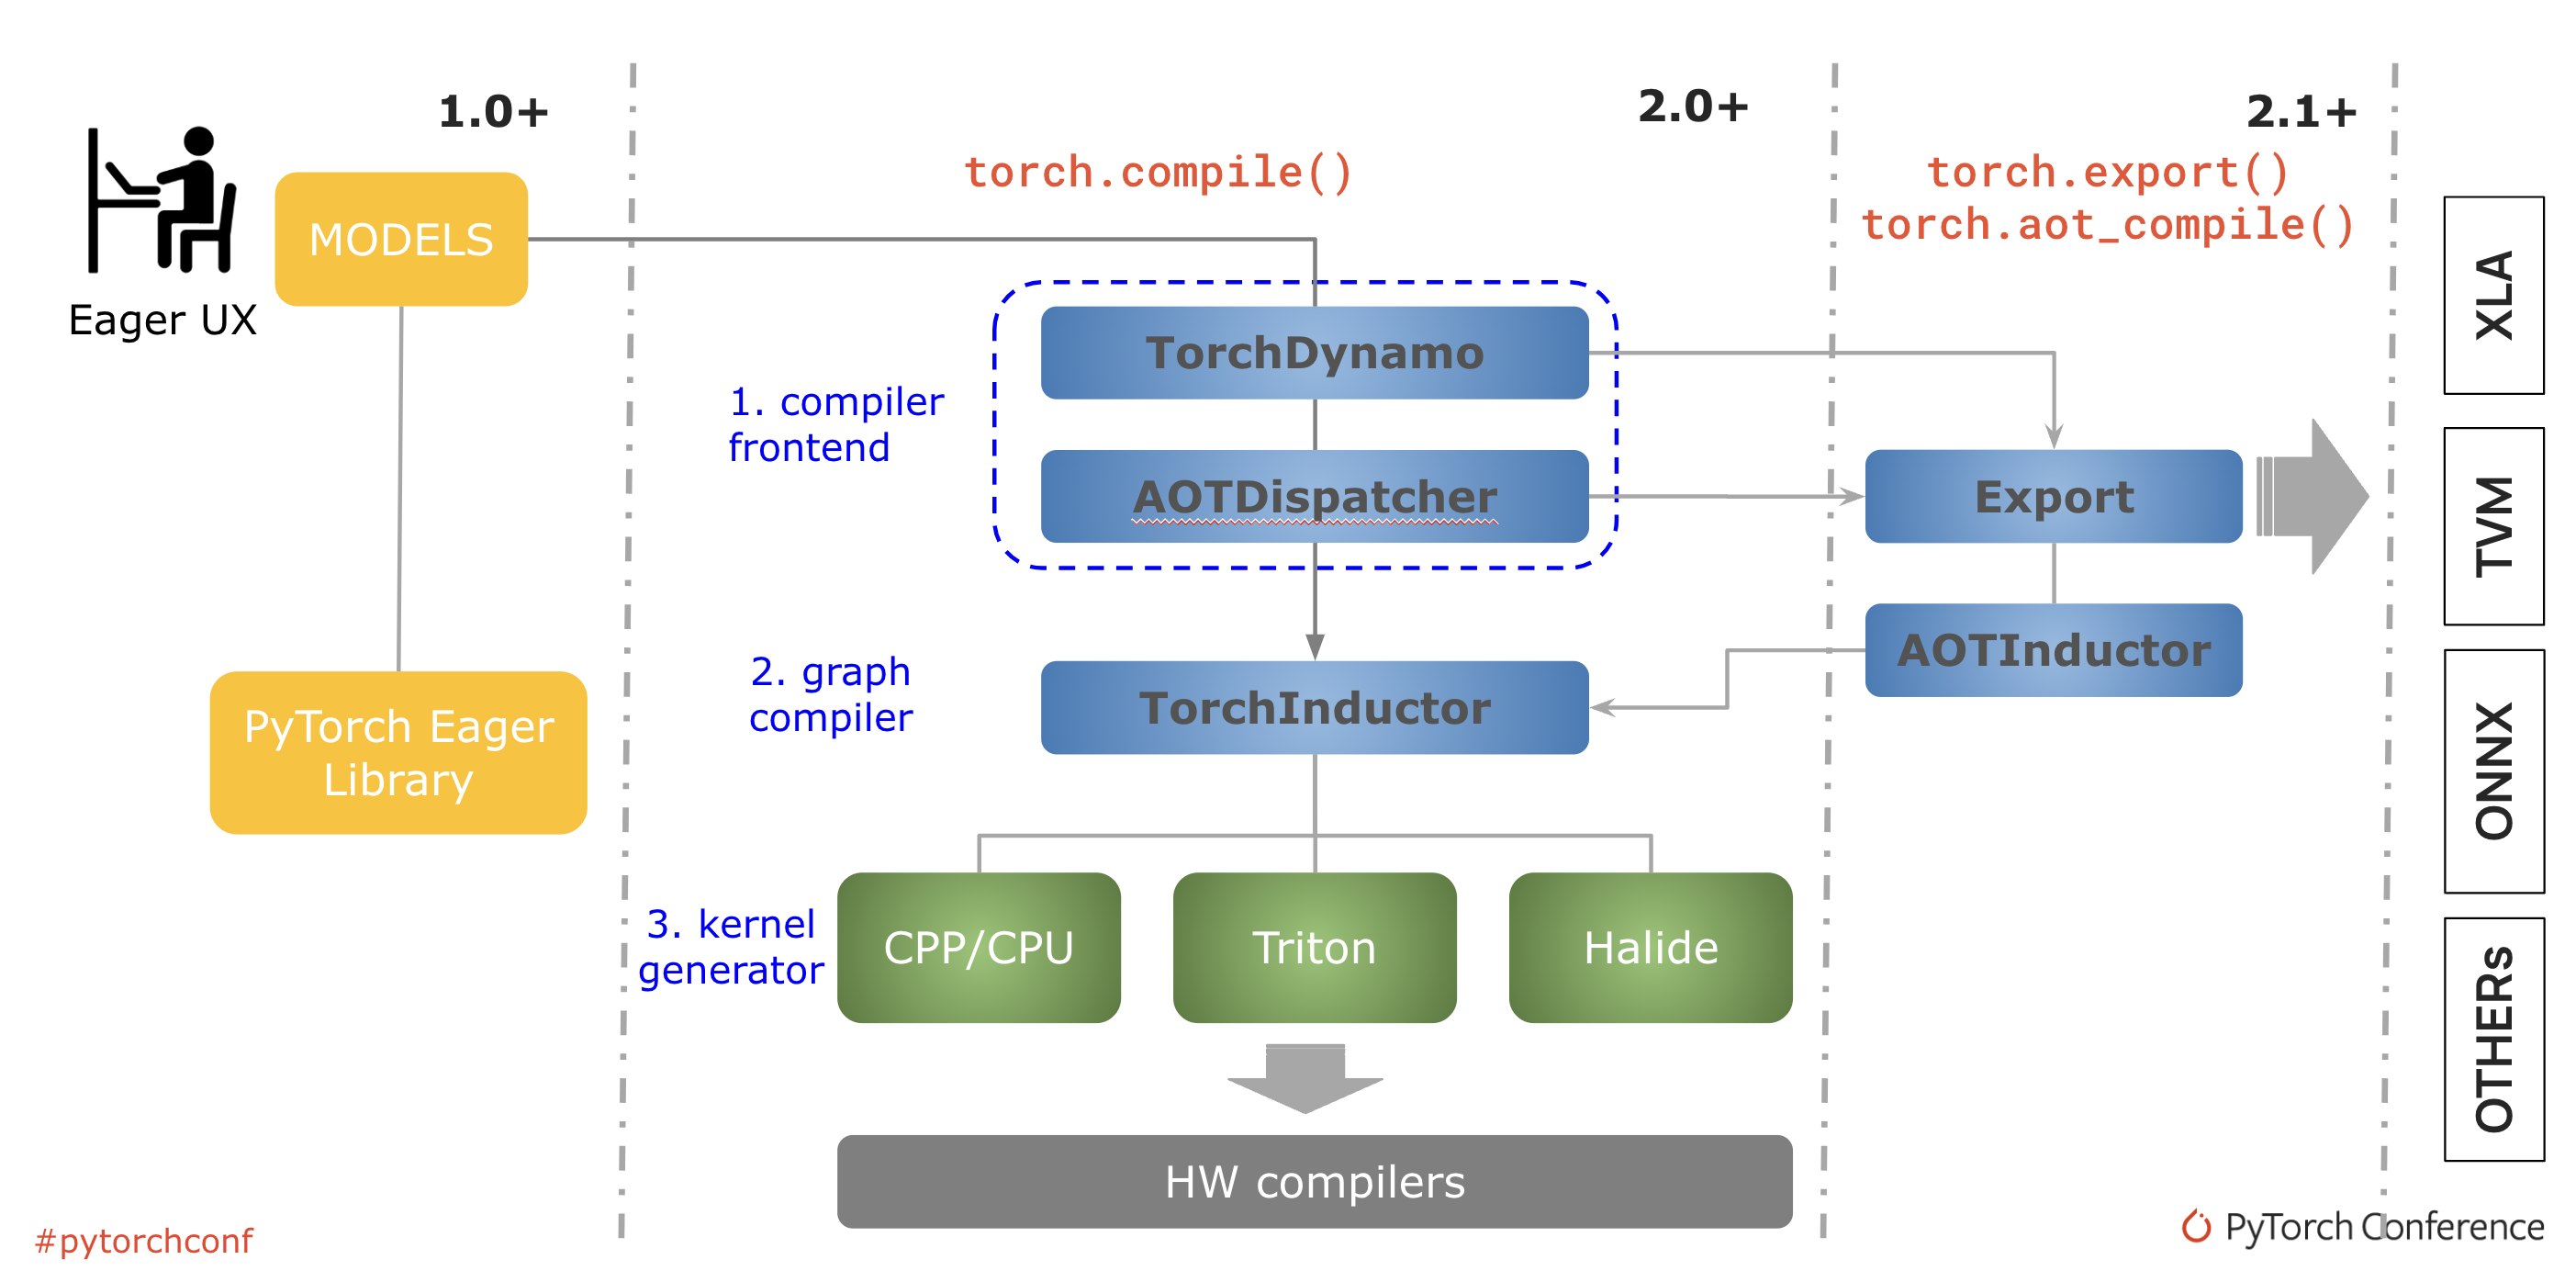 1.0+
2.0+
2.1+
torch.compile()
torch.export()
torch.aot_compile()
MODELS
Eager UX
PyTorch Eager
Library
1. compiler
frontend
TorchDynamo
AOTDispatcher
Export
AOTInductor
2. graph
compiler
TorchInductor
3. kernel
generator
CPP/CPU
Triton
Halide
HW compilers
XLA
TVM
ONNX
OTHERs
#pytorchconf
PyTorch Conference